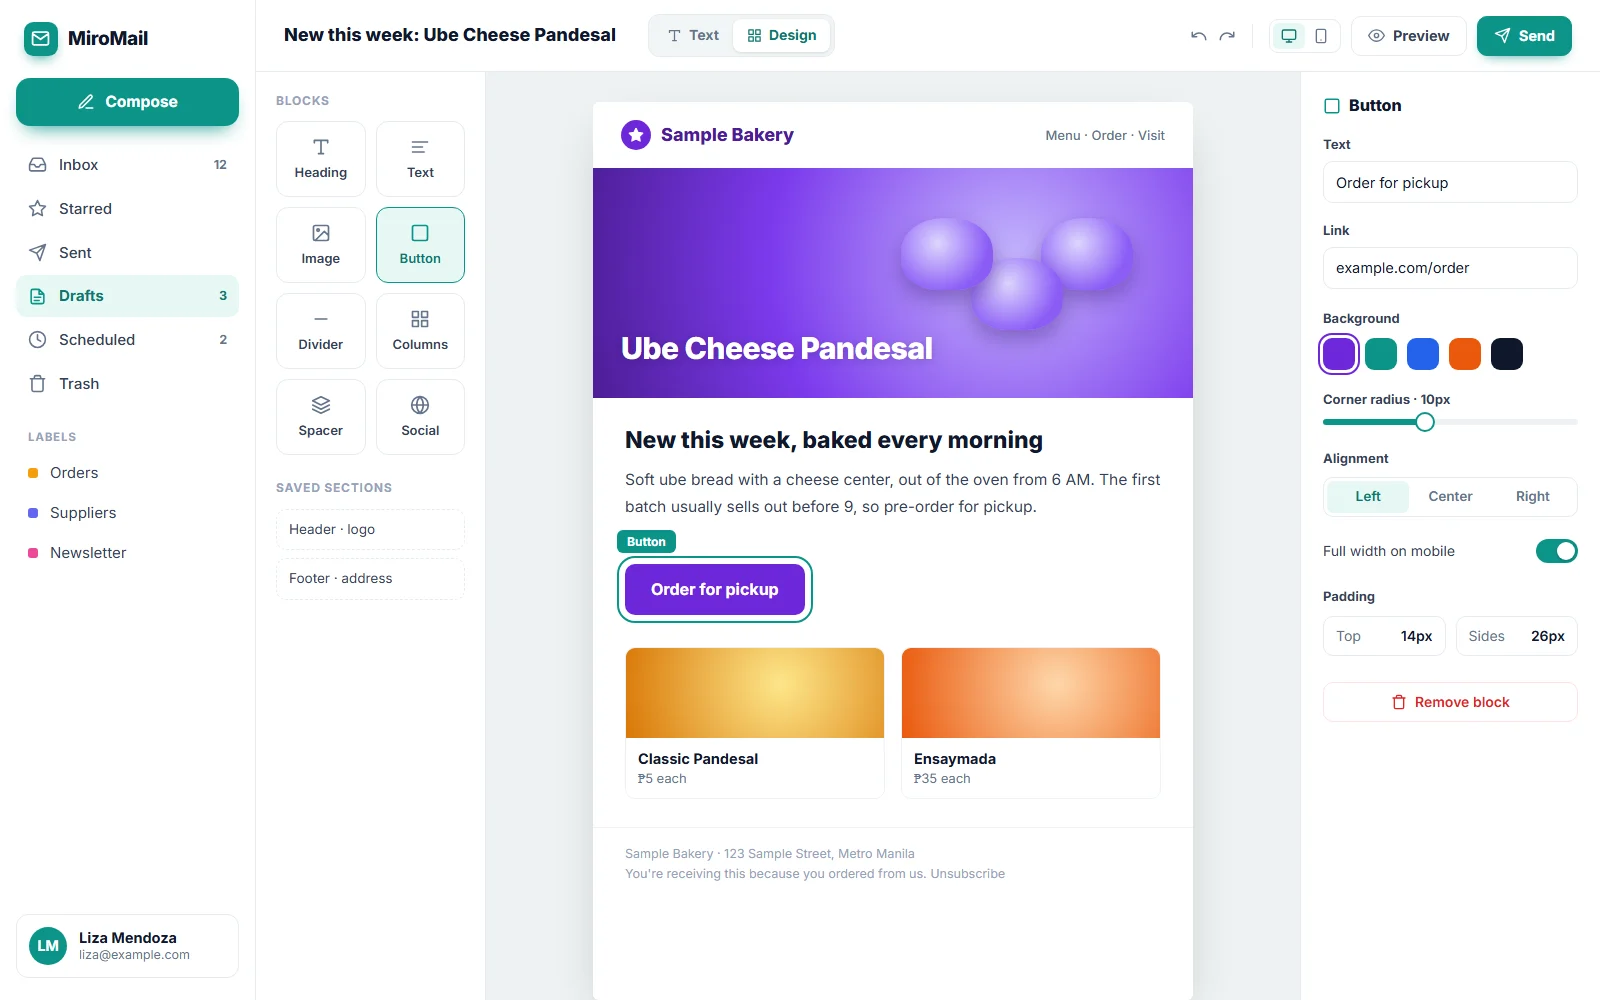 MiroMail
Compose
Inbox 12
Starred
Sent
Drafts 3
Scheduled 2
Trash
LABELS
Orders
Suppliers
Newsletter
LM
Liza Mendoza
liza@example.com
New this week: Ube Cheese Pandesal
Text
Design
Preview
Send
BLOCKS
Heading
Text
Image
Button
Divider
Columns
Spacer
Social
SAVED SECTIONS
Header · logo
Footer · address
Sample Bakery
Menu · Order · Visit
Ube Cheese Pandesal
New this week, baked every morning
Soft ube bread with a cheese center, out of the oven from 6 AM. The first
batch usually sells out before 9, so pre-order for pickup.
Button
Order for pickup
Classic Pandesal
₱5 each
Ensaymada
₱35 each
Sample Bakery · 123 Sample Street, Metro Manila
You're receiving this because you ordered from us. Unsubscribe
Button
Text
Order for pickup
Link
example.com/order
Background
Corner radius · 10px
Alignment
Left Center Right
Full width on mobile
Padding
Top 14px Sides 26px
Remove block